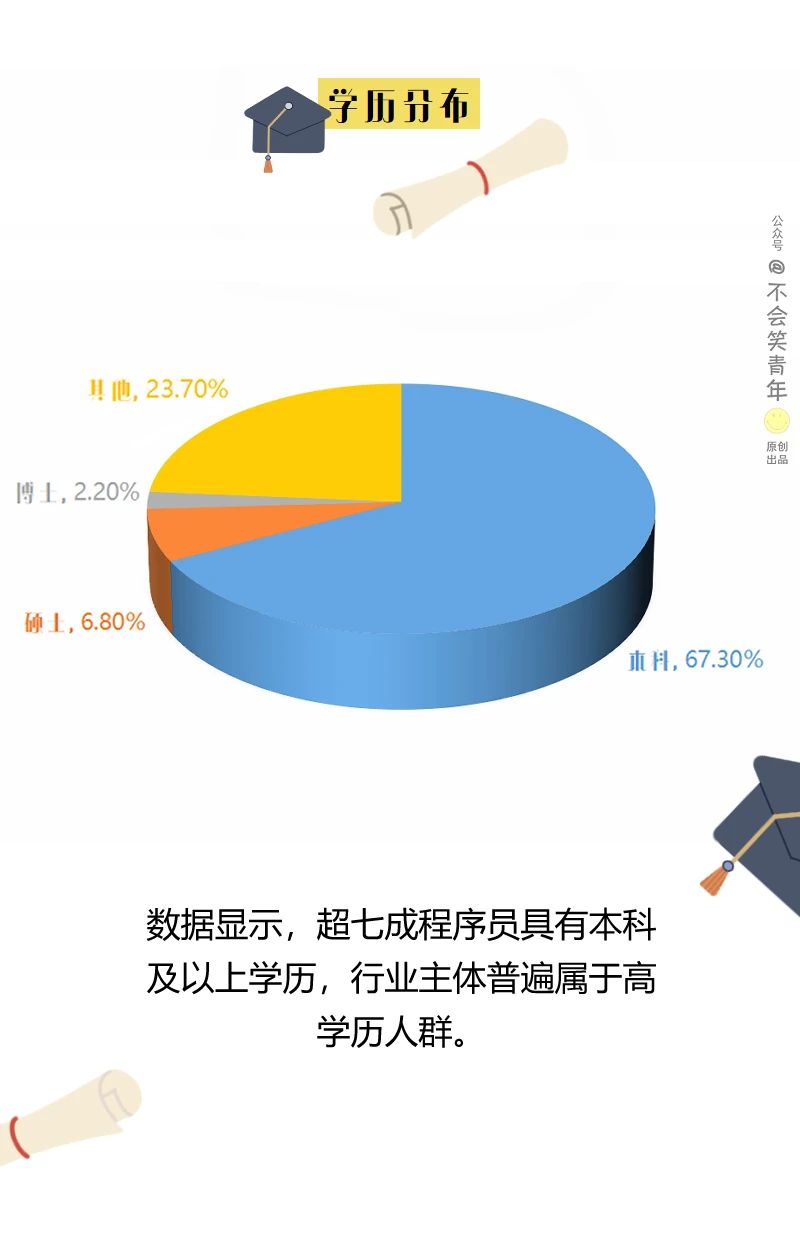 学历分布
公众号
@不会笑青年
原创
出品
其他, 23.70%
博士, 2.20%
硕士, 6.80%
本科, 67.30%
数据显示，超七成程序员具有本科
及以上学历，行业主体普遍属于高
学历人群。